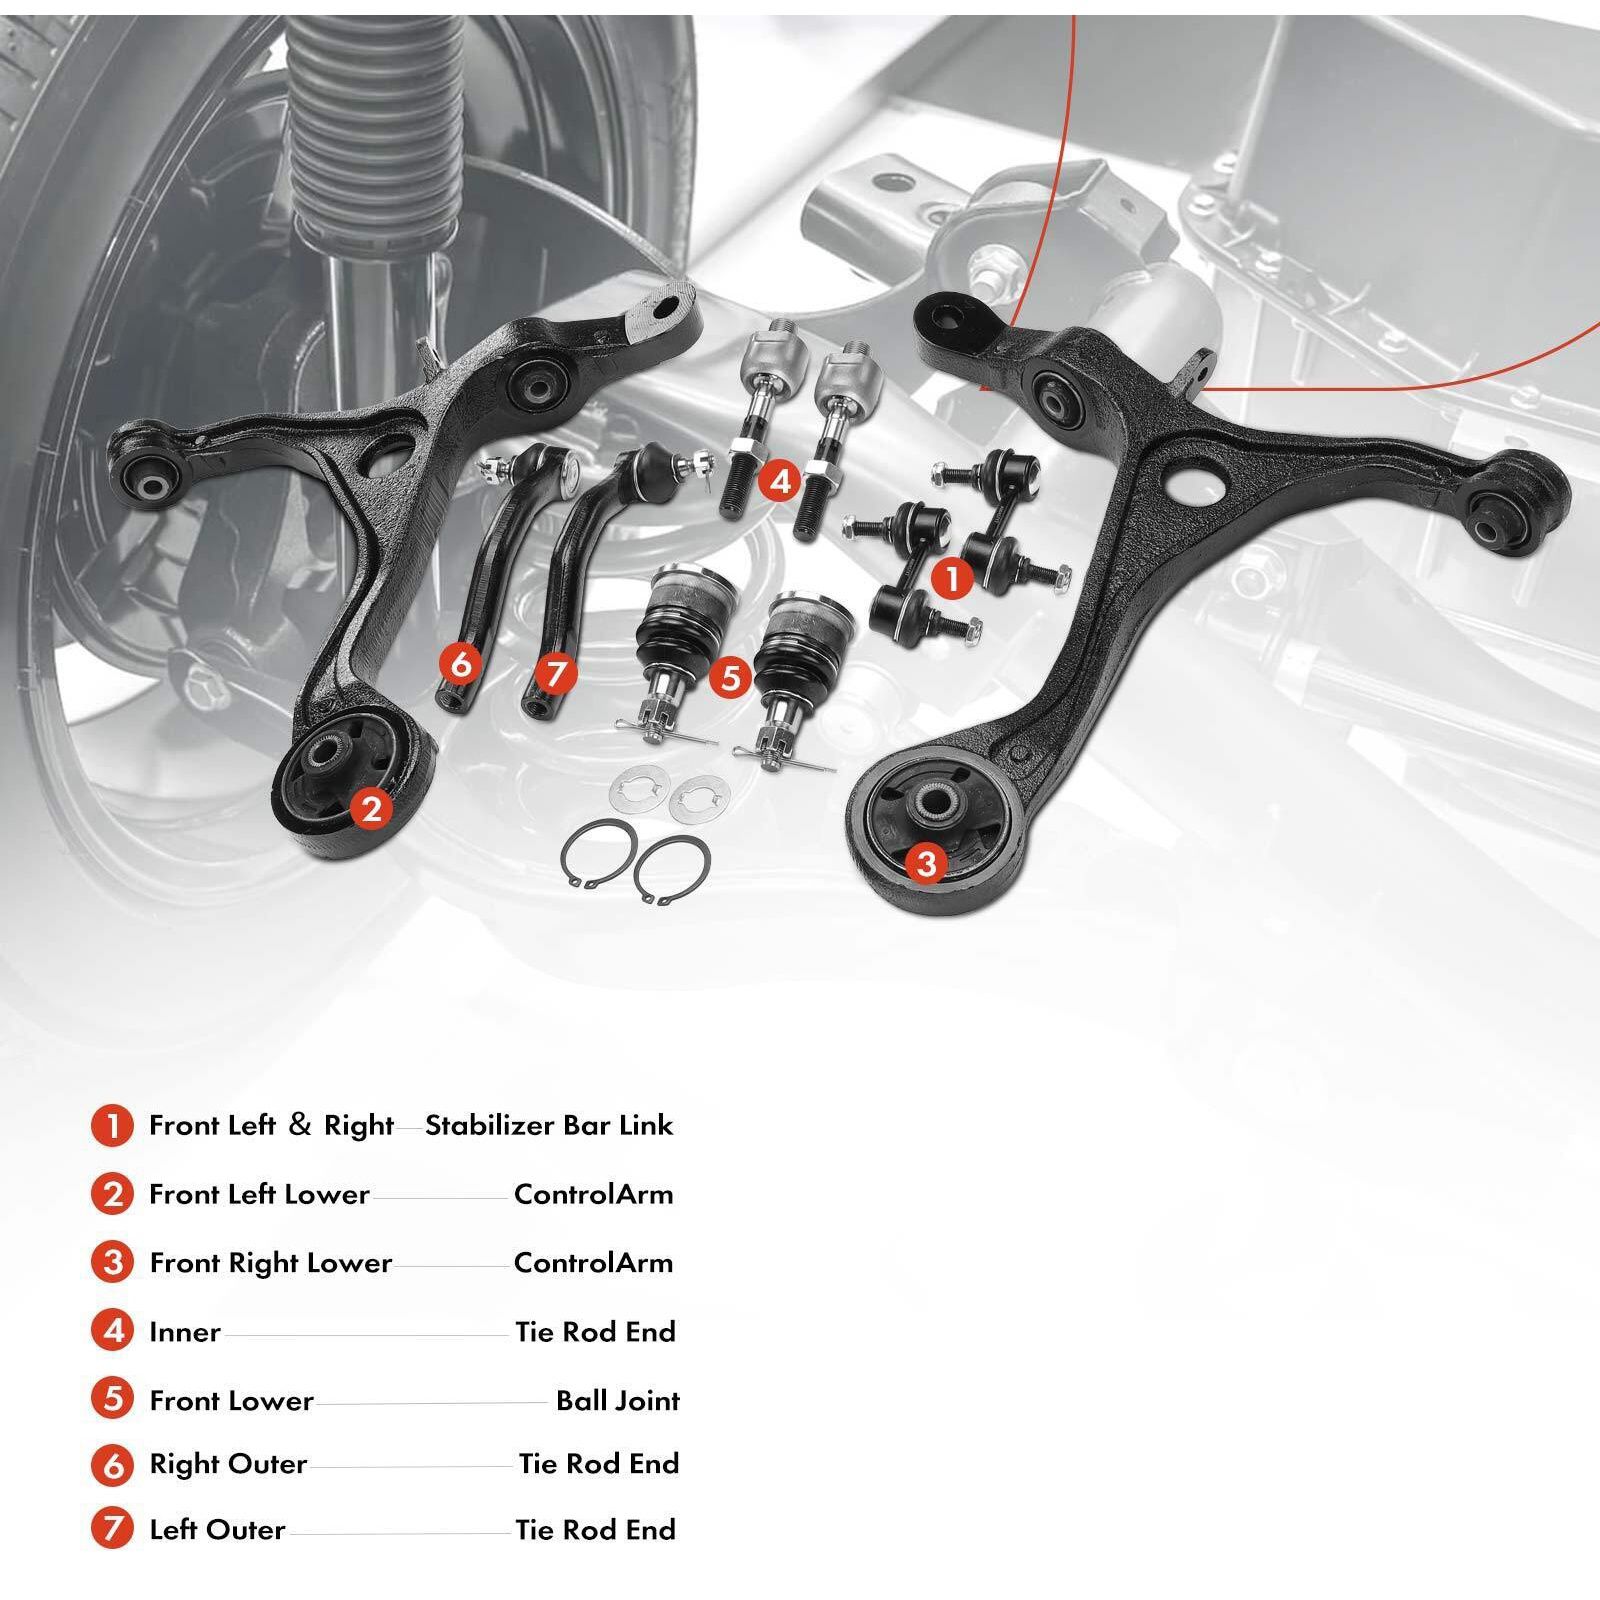 4
1
6
7
5
2
3
1 Front Left & Right Stabilizer Bar Link
2 Front Left Lower ControlArm
3 Front Right Lower ControlArm
4 Inner Tie Rod End
5 Front Lower Ball Joint
6 Right Outer Tie Rod End
7 Left Outer Tie Rod End